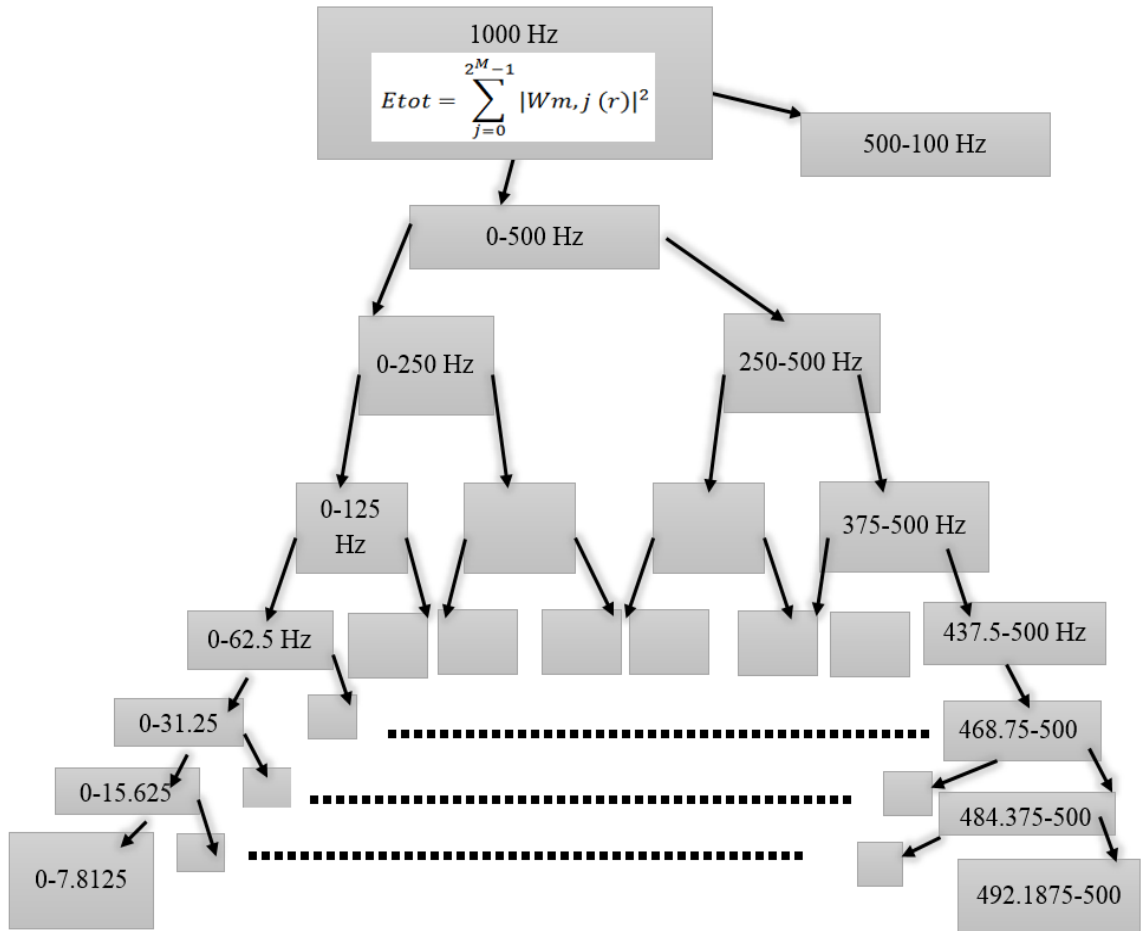 1000 Hz
2^M−1
Etot = ∑ |Wm, j (r)|²
j=0
500-100 Hz
0-500 Hz
0-250 Hz
250-500 Hz
0-125
Hz
375-500 Hz
0-62.5 Hz
437.5-500 Hz
0-31.25
468.75-500
0-15.625
484.375-500
0-7.8125
492.1875-500